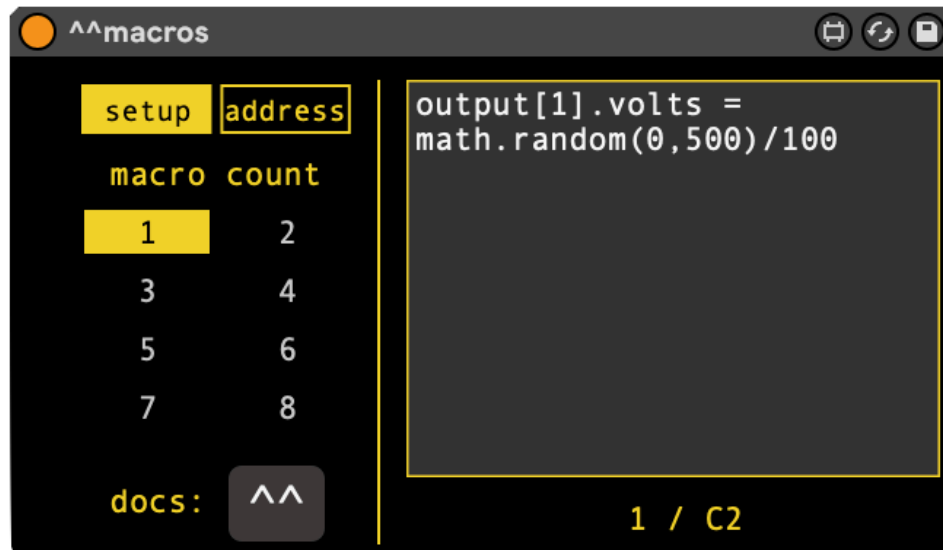 ^^macros
setup address
macro count
1 2
3 4
5 6
7 8
docs: ^^
output[1].volts =
math.random(0,500)/100
1 / C2